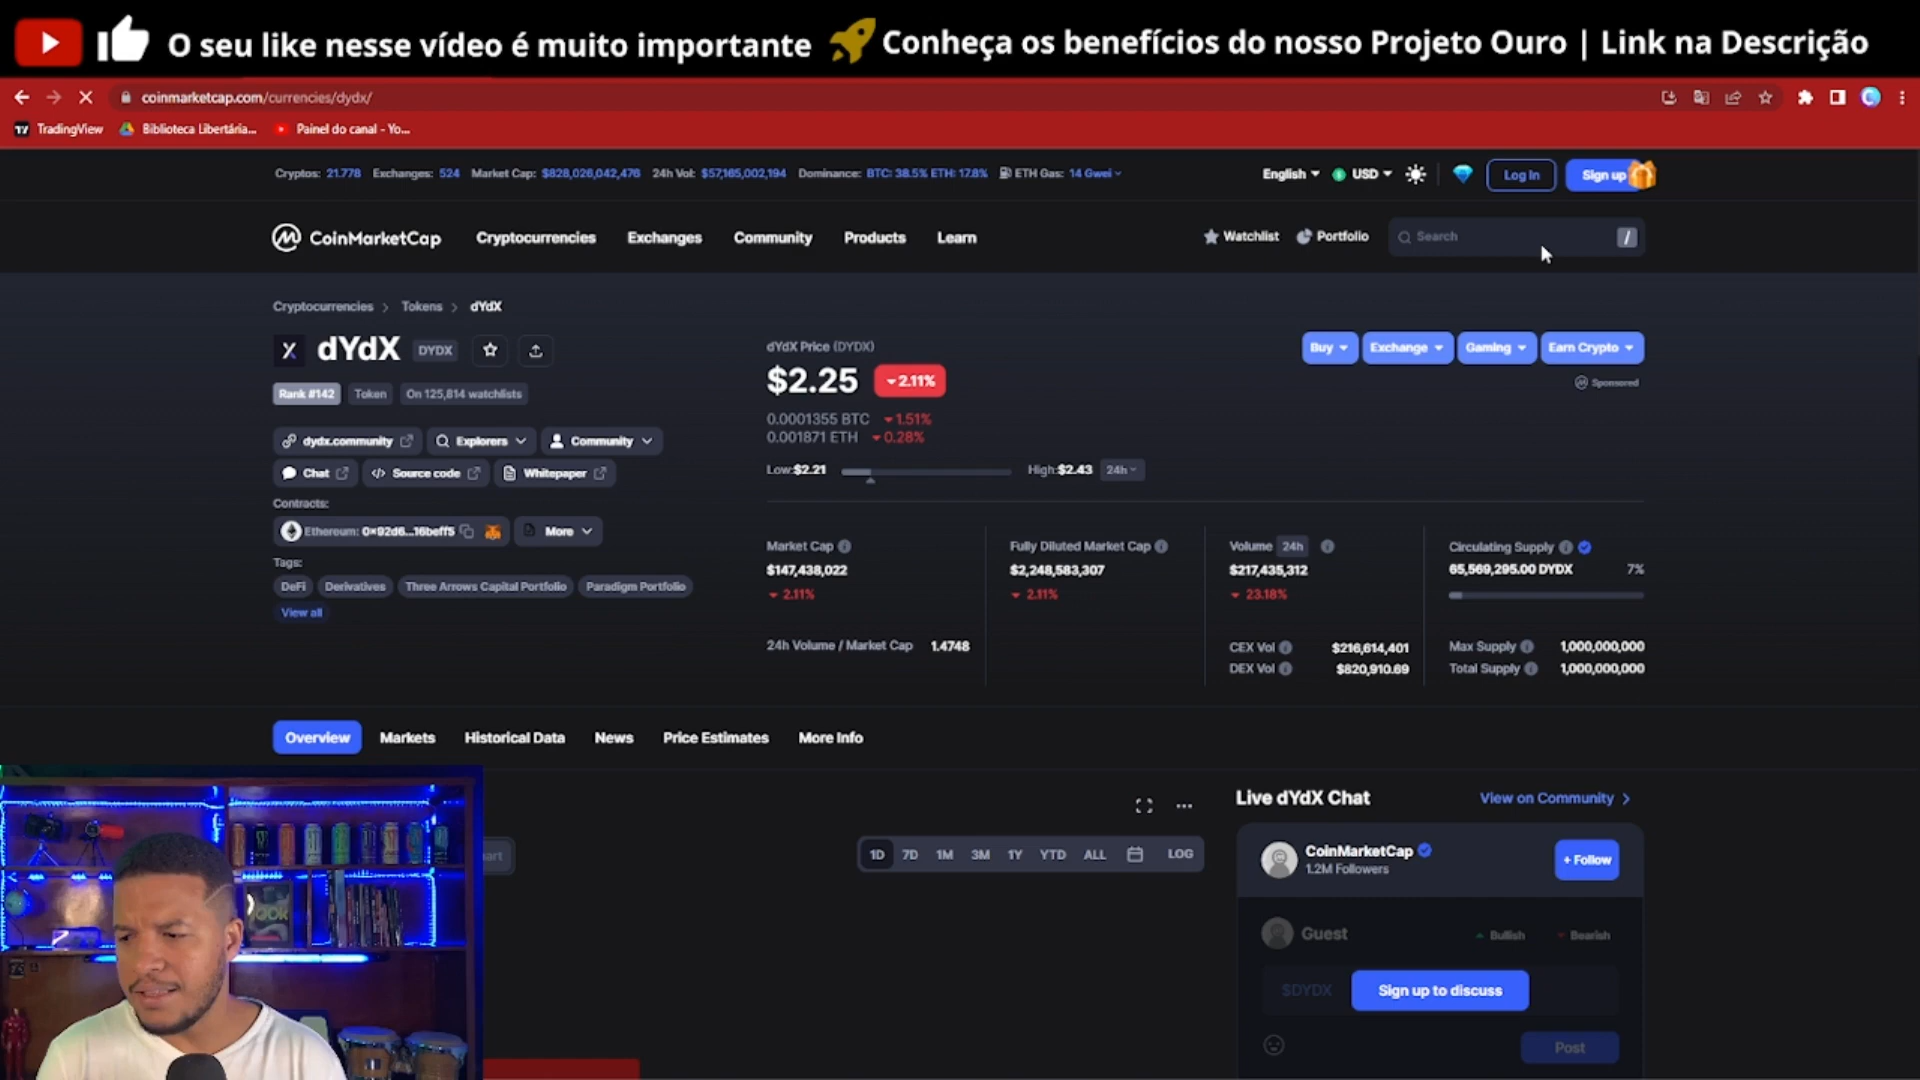 O seu like nesse vídeo é muito importante Conheça os benefícios do nosso Projeto Ouro | Link na Descrição
coinmarketcap.com/currencies/dydx/
TradingView Biblioteca Libertária... Painel do canal - Yo...
Cryptos: 21.778 Exchanges: 524 Market Cap: $828,026,042,476 24h Vol: $57,165,002,194 Dominance: BTC: 38.5% ETH: 17.8% ETH Gas: 14 Gwei
English USD Log In Sign up
CoinMarketCap Cryptocurrencies Exchanges Community Products Learn Watchlist Portfolio Search /
Cryptocurrencies > Tokens > dYdX
dYdX DYDX
Rank #142 Token On 125,814 watchlists
dydx.community Explorers Community
Chat Source code Whitepaper
Contracts:
Ethereum: 0x92d6...16beff5 More
Tags:
DeFi Derivatives Three Arrows Capital Portfolio Paradigm Portfolio
View all
dYdX Price (DYDX)
$2.25 2.11%
0.0001355 BTC 1.51%
0.001871 ETH 0.28%
Low:$2.21 High:$2.43 24h
Buy Exchange Gaming Earn Crypto
Sponsored
Market Cap
$147,438,022
2.11%
24h Volume / Market Cap 1.4748
Fully Diluted Market Cap
$2,248,583,307
2.11%
Volume 24h
$217,435,312
23.18%
CEX Vol $216,614,401
DEX Vol $820,910.69
Circulating Supply
65,569,295.00 DYDX 7%
Max Supply 1,000,000,000
Total Supply 1,000,000,000
Overview Markets Historical Data News Price Estimates More Info
1D 7D 1M 3M 1Y YTD ALL LOG
Live dYdX Chat View on Community >
CoinMarketCap
1.2M Followers
+ Follow
Guest Bullish Bearish
$DYDX Sign up to discuss
Post